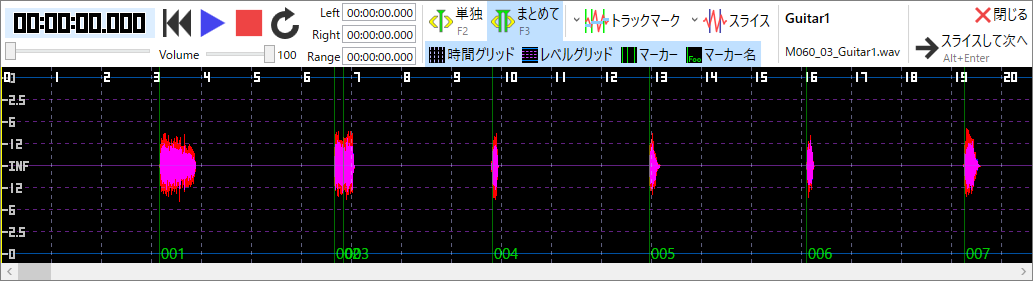 00:00:00.000
Volume
100
Left 00:00:00.000
Right 00:00:00.000
Range 00:00:00.000
単独
F2
まとめて
F3
トラックマーク
スライス
時間グリッド
レベルグリッド
マーカー
Foo
マーカー名
Guitar1
M060_03_Guitar1.wav
閉じる
スライスして次へ
Alt+Enter
0 1 2 3 4 5 6 7 8 9 10 11 12 13 14 15 16 17 18 19 20
-2.5
-6
-12
-INF
-12
-6
-2.5
-0
001 002 003 004 005 006 007